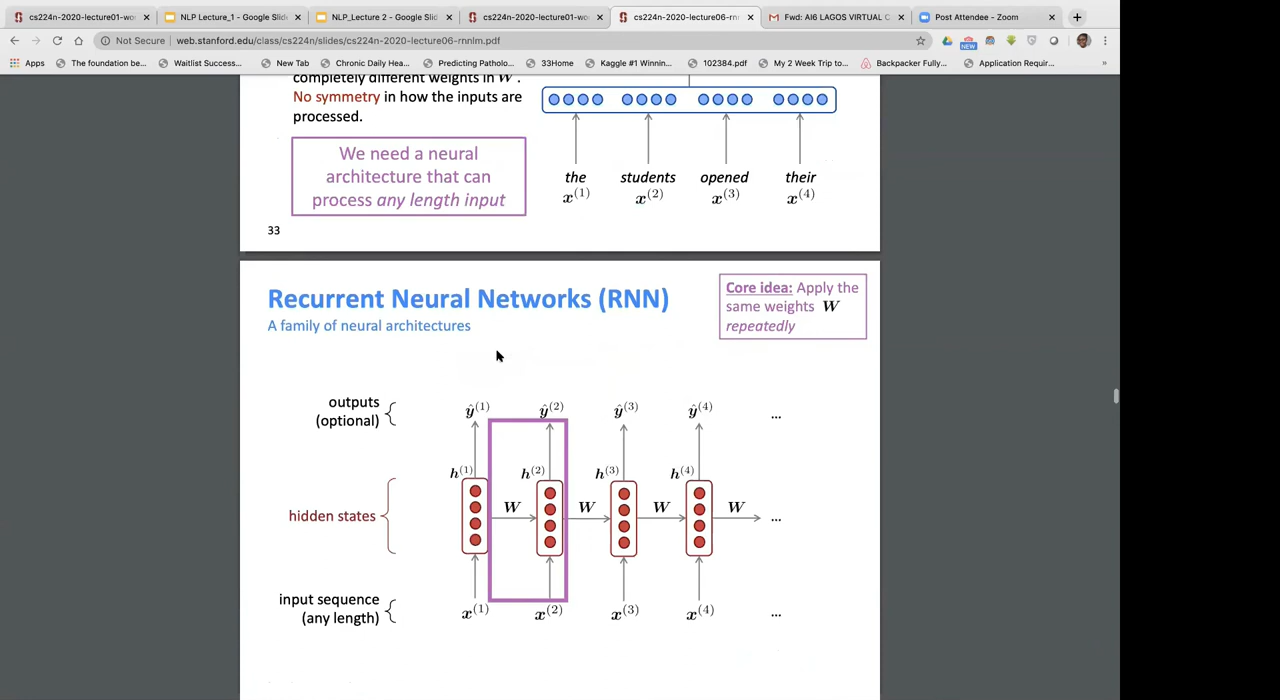 cs224n-2020-lecture01-wo
NLP Lecture_1 - Google Slid
NLP_Lecture 2 - Google Slid
cs224n-2020-lecture01-wo
cs224n-2020-lecture06-rn
Fwd: AI6 LAGOS VIRTUAL C
Post Attendee - Zoom
Not Secure | web.stanford.edu/class/cs224n/slides/cs224n-2020-lecture06-rnnlm.pdf
NEW
Apps
The foundation be...
Waitlist Success...
New Tab
Chronic Daily Hea...
Predicting Patholo...
33Home
Kaggle #1 Winnin...
102384.pdf
My 2 Week Trip to...
Backpacker Fully...
Application Requir...
»
completely different weights in W .
No symmetry in how the inputs are
processed.
We need a neural
architecture that can
process any length input
the students opened their
x(1) x(2) x(3) x(4)
33
Recurrent Neural Networks (RNN)
A family of neural architectures
Core idea: Apply the
same weights W
repeatedly
outputs
(optional)
ŷ(1) ŷ(2) ŷ(3) ŷ(4) ...
h(1) h(2) h(3) h(4)
hidden states
W W W W ...
input sequence
(any length)
x(1) x(2) x(3) x(4) ...